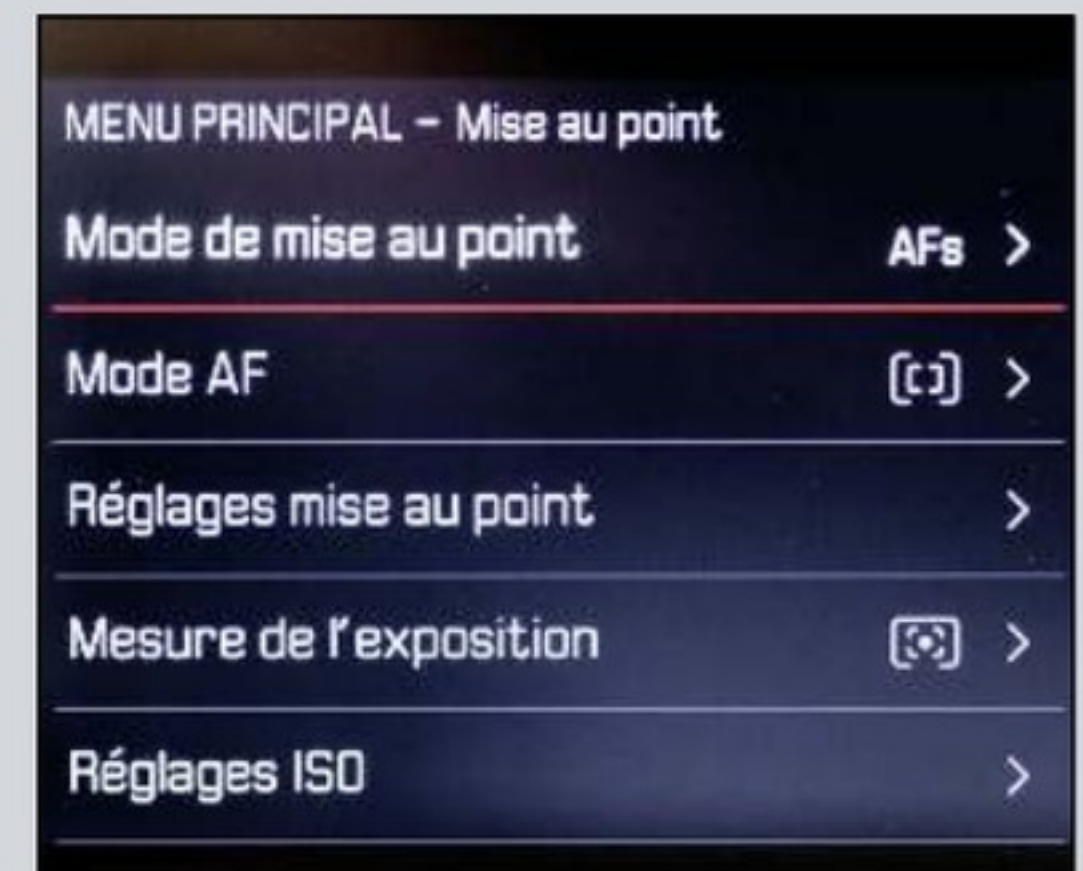 MENU PRINCIPAL – Mise au point
Mode de mise au point AFs >
Mode AF >
Réglages mise au point >
Mesure de l'exposition >
Réglages ISO >